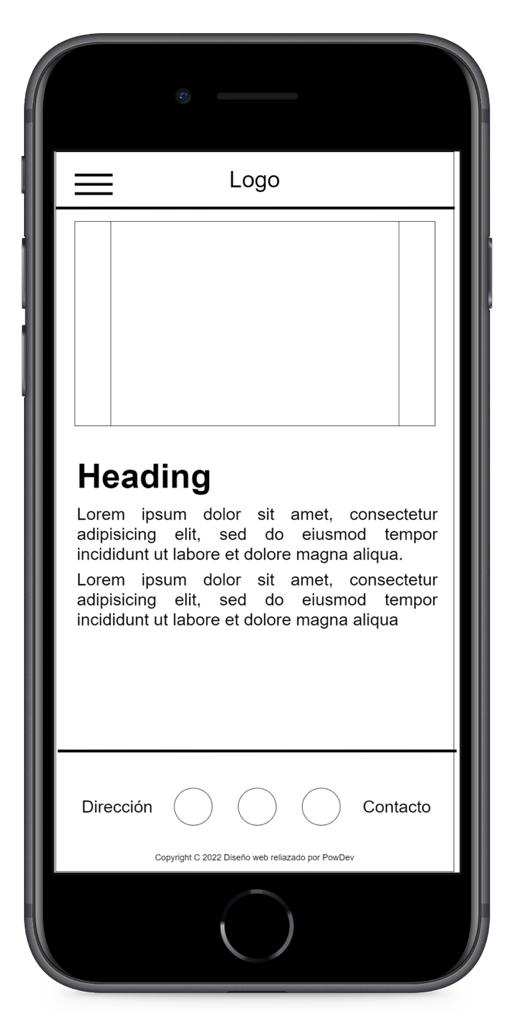 Logo
Heading
Lorem ipsum dolor sit amet, consectetur
adipisicing elit, sed do eiusmod tempor
incididunt ut labore et dolore magna aliqua.
Lorem ipsum dolor sit amet, consectetur
adipisicing elit, sed do eiusmod tempor
incididunt ut labore et dolore magna aliqua
Dirección Contacto
Copyright C 2022 Diseño web reliazado por PowDev